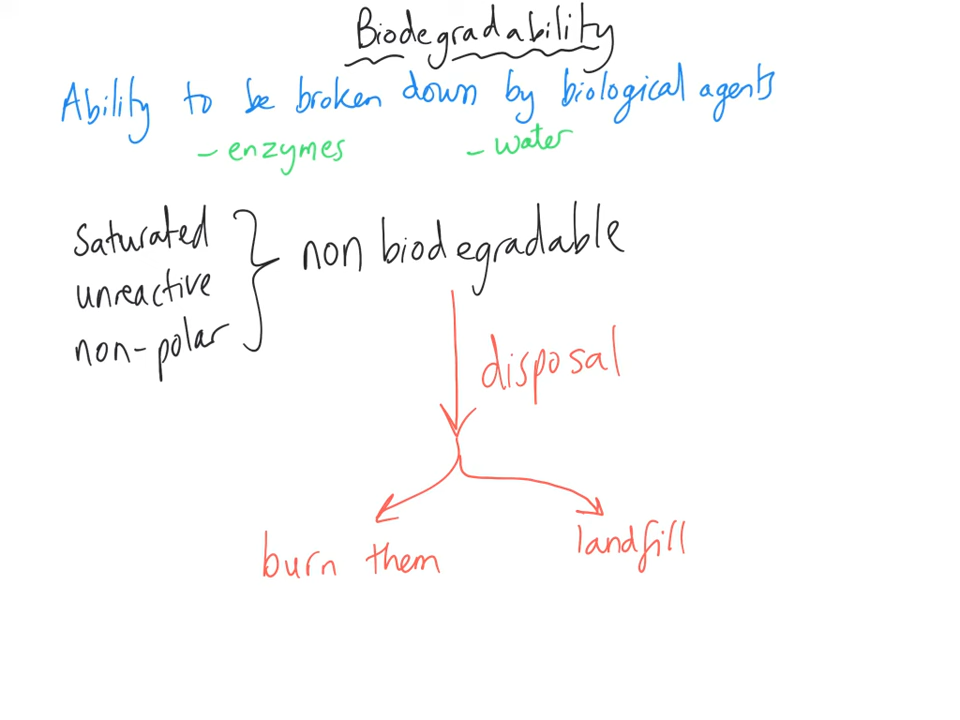 Biodegradability
Ability to be broken down by biological agents
- enzymes - water
saturated
unreactive
non-polar
non biodegradable
disposal
burn them
landfill